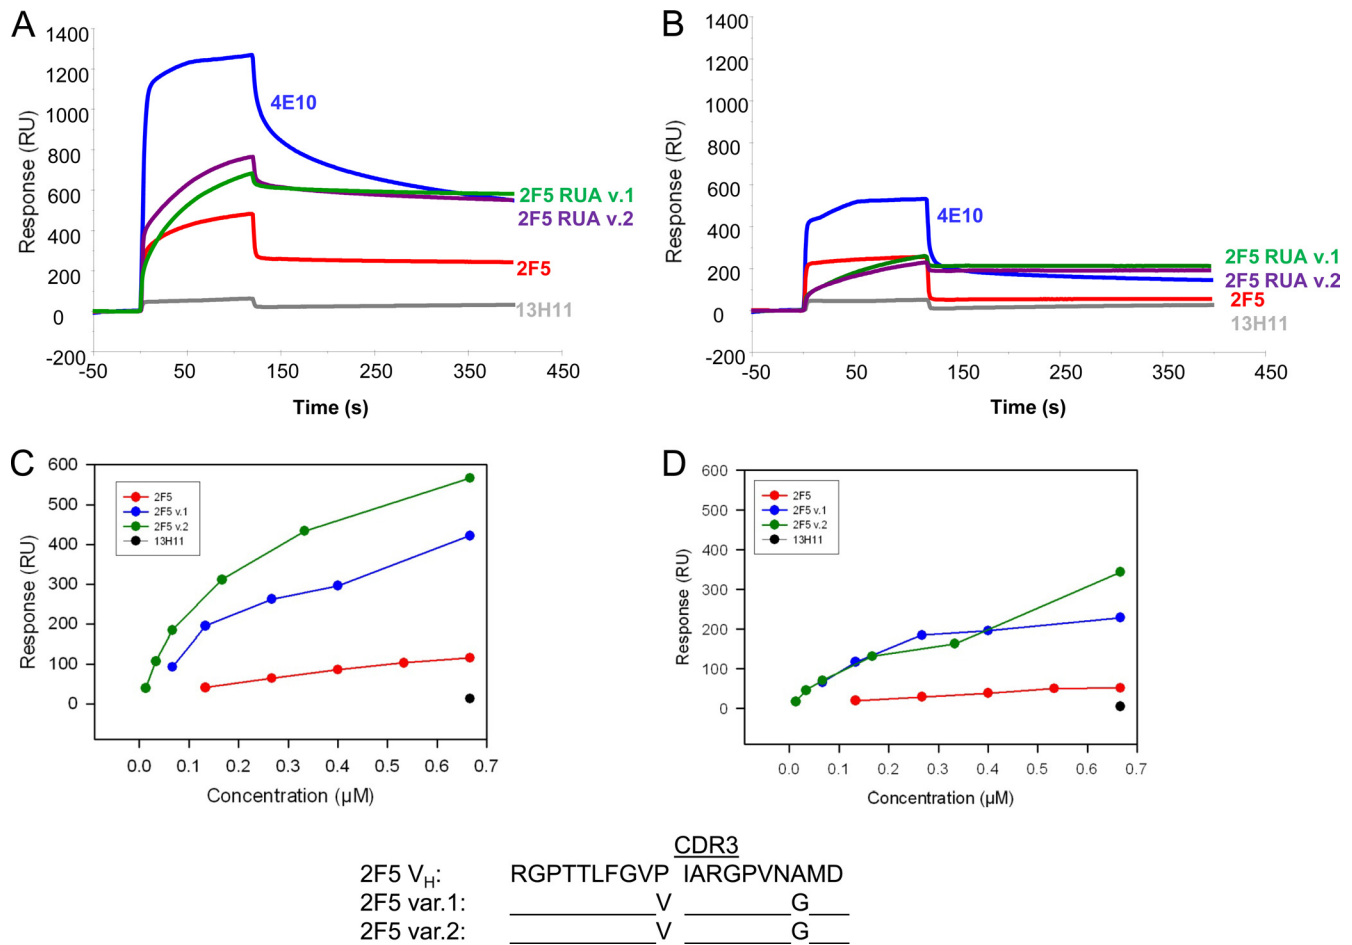 A
1400
1200
1000
800
600
400
200
0
-200
-50
50
150
250
350
450
Response (RU)
Time (s)
4E10
2F5 RUA v.1
2F5 RUA v.2
2F5
13H11
B
1400
1200
1000
800
600
400
200
0
-200
-50
50
150
250
350
450
Response (RU)
Time (s)
4E10
2F5 RUA v.1
2F5 RUA v.2
2F5
13H11
C
600
500
400
300
200
100
0
0.0
0.1
0.2
0.3
0.4
0.5
0.6
0.7
Response (RU)
Concentration (µM)
2F5
2F5 v.1
2F5 v.2
13H11
D
600
500
400
300
200
100
0
0.0
0.1
0.2
0.3
0.4
0.5
0.6
0.7
Response (RU)
Concentration (µM)
2F5
2F5 v.1
2F5 v.2
13H11
CDR3
2F5 VH: RGPTTLFGVP IARGPVNAMD
2F5 var.1: _________V ________G__
2F5 var.2: _________V ________G__